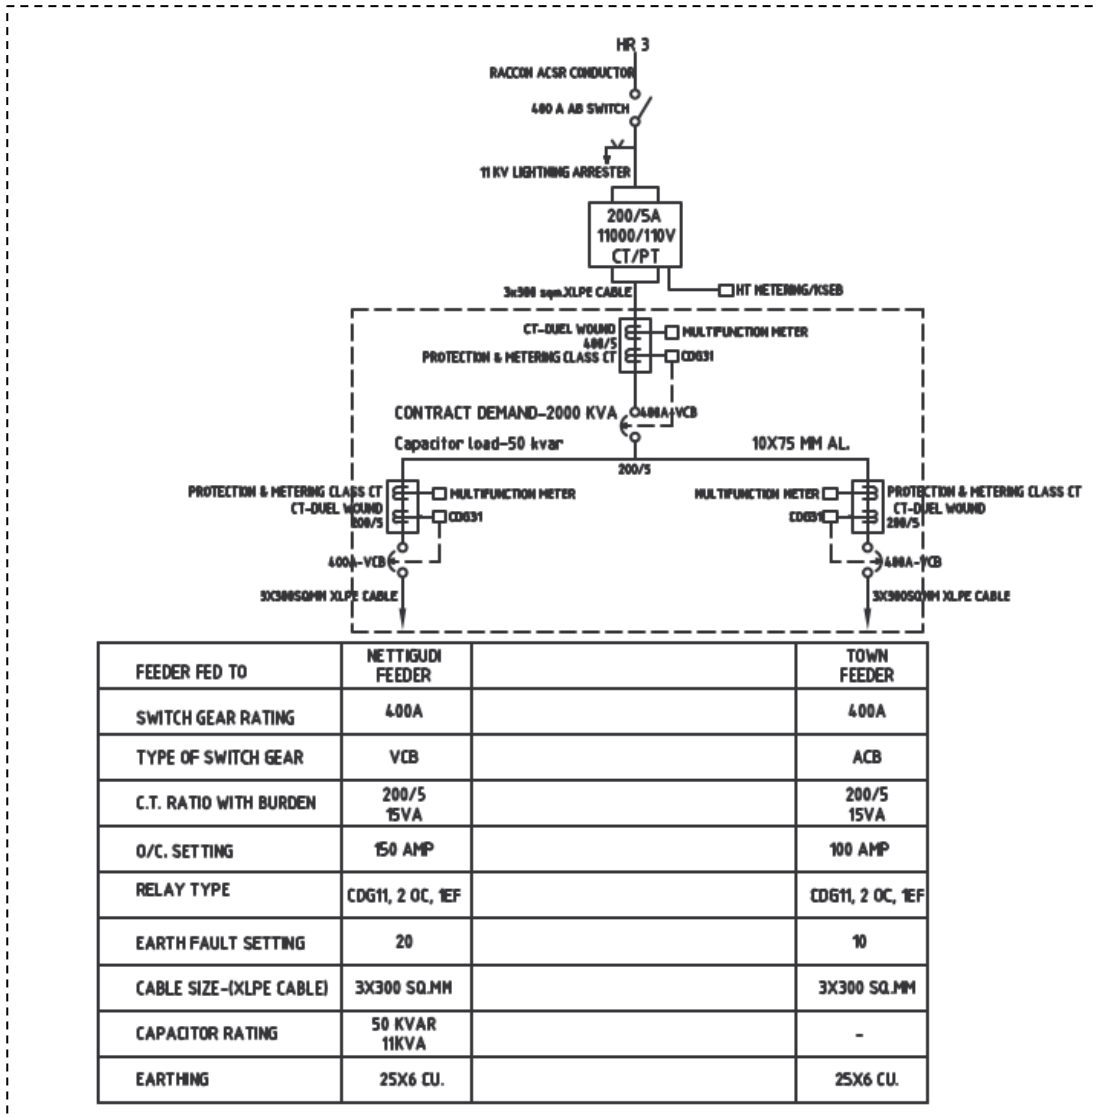 HR 3
RACCON ACSR CONDUCTOR
400 A AB SWITCH
11 KV LIGHTNING ARRESTER
200/5A
11000/110V
CT/PT
3x300 sqm.XLPE CABLE
HT METERING/KSEB
CT-DUEL WOUND
400/5
MULTIFUNCTION METER
PROTECTION & METERING CLASS CT
CDG31
CONTRACT DEMAND-2000 KVA
400A-VCB
Capacitor load-50 kvar
10X75 MM AL.
200/5
PROTECTION & METERING CLASS CT
CT-DUEL WOUND
200/5
MULTIFUNCTION METER
CDG31
400A-VCB
3X300SQMM XLPE CABLE
MULTIFUNCTION METER
CDG31
PROTECTION & METERING CLASS CT
CT-DUEL WOUND
200/5
400A-VCB
3X300SQMM XLPE CABLE
FEEDER FED TO
NETTIGUDI
FEEDER
TOWN
FEEDER
SWITCH GEAR RATING
400A
400A
TYPE OF SWITCH GEAR
VCB
ACB
C.T. RATIO WITH BURDEN
200/5
15VA
200/5
15VA
O/C. SETTING
150 AMP
100 AMP
RELAY TYPE
CDG11, 2 OC, 1EF
CDG11, 2 OC, 1EF
EARTH FAULT SETTING
20
10
CABLE SIZE-(XLPE CABLE)
3X300 SQ.MM
3X300 SQ.MM
CAPACITOR RATING
50 KVAR
11KVA
-
EARTHING
25X6 CU.
25X6 CU.